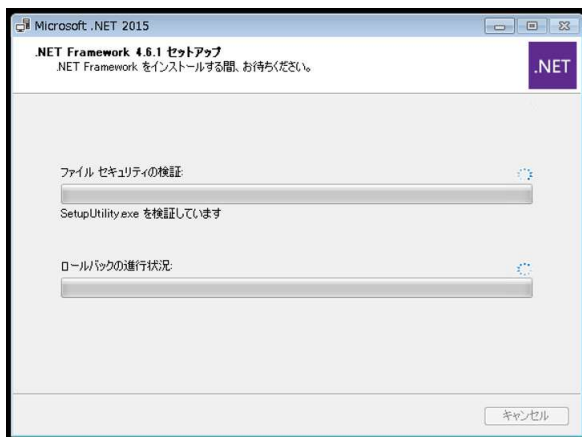 Microsoft .NET 2015
.NET Framework 4.6.1 セットアップ
.NET Framework をインストールする間、お待ちください。
.NET
ファイル セキュリティの検証:
SetupUtility.exe を検証しています
ロールバックの進行状況:
キャンセル